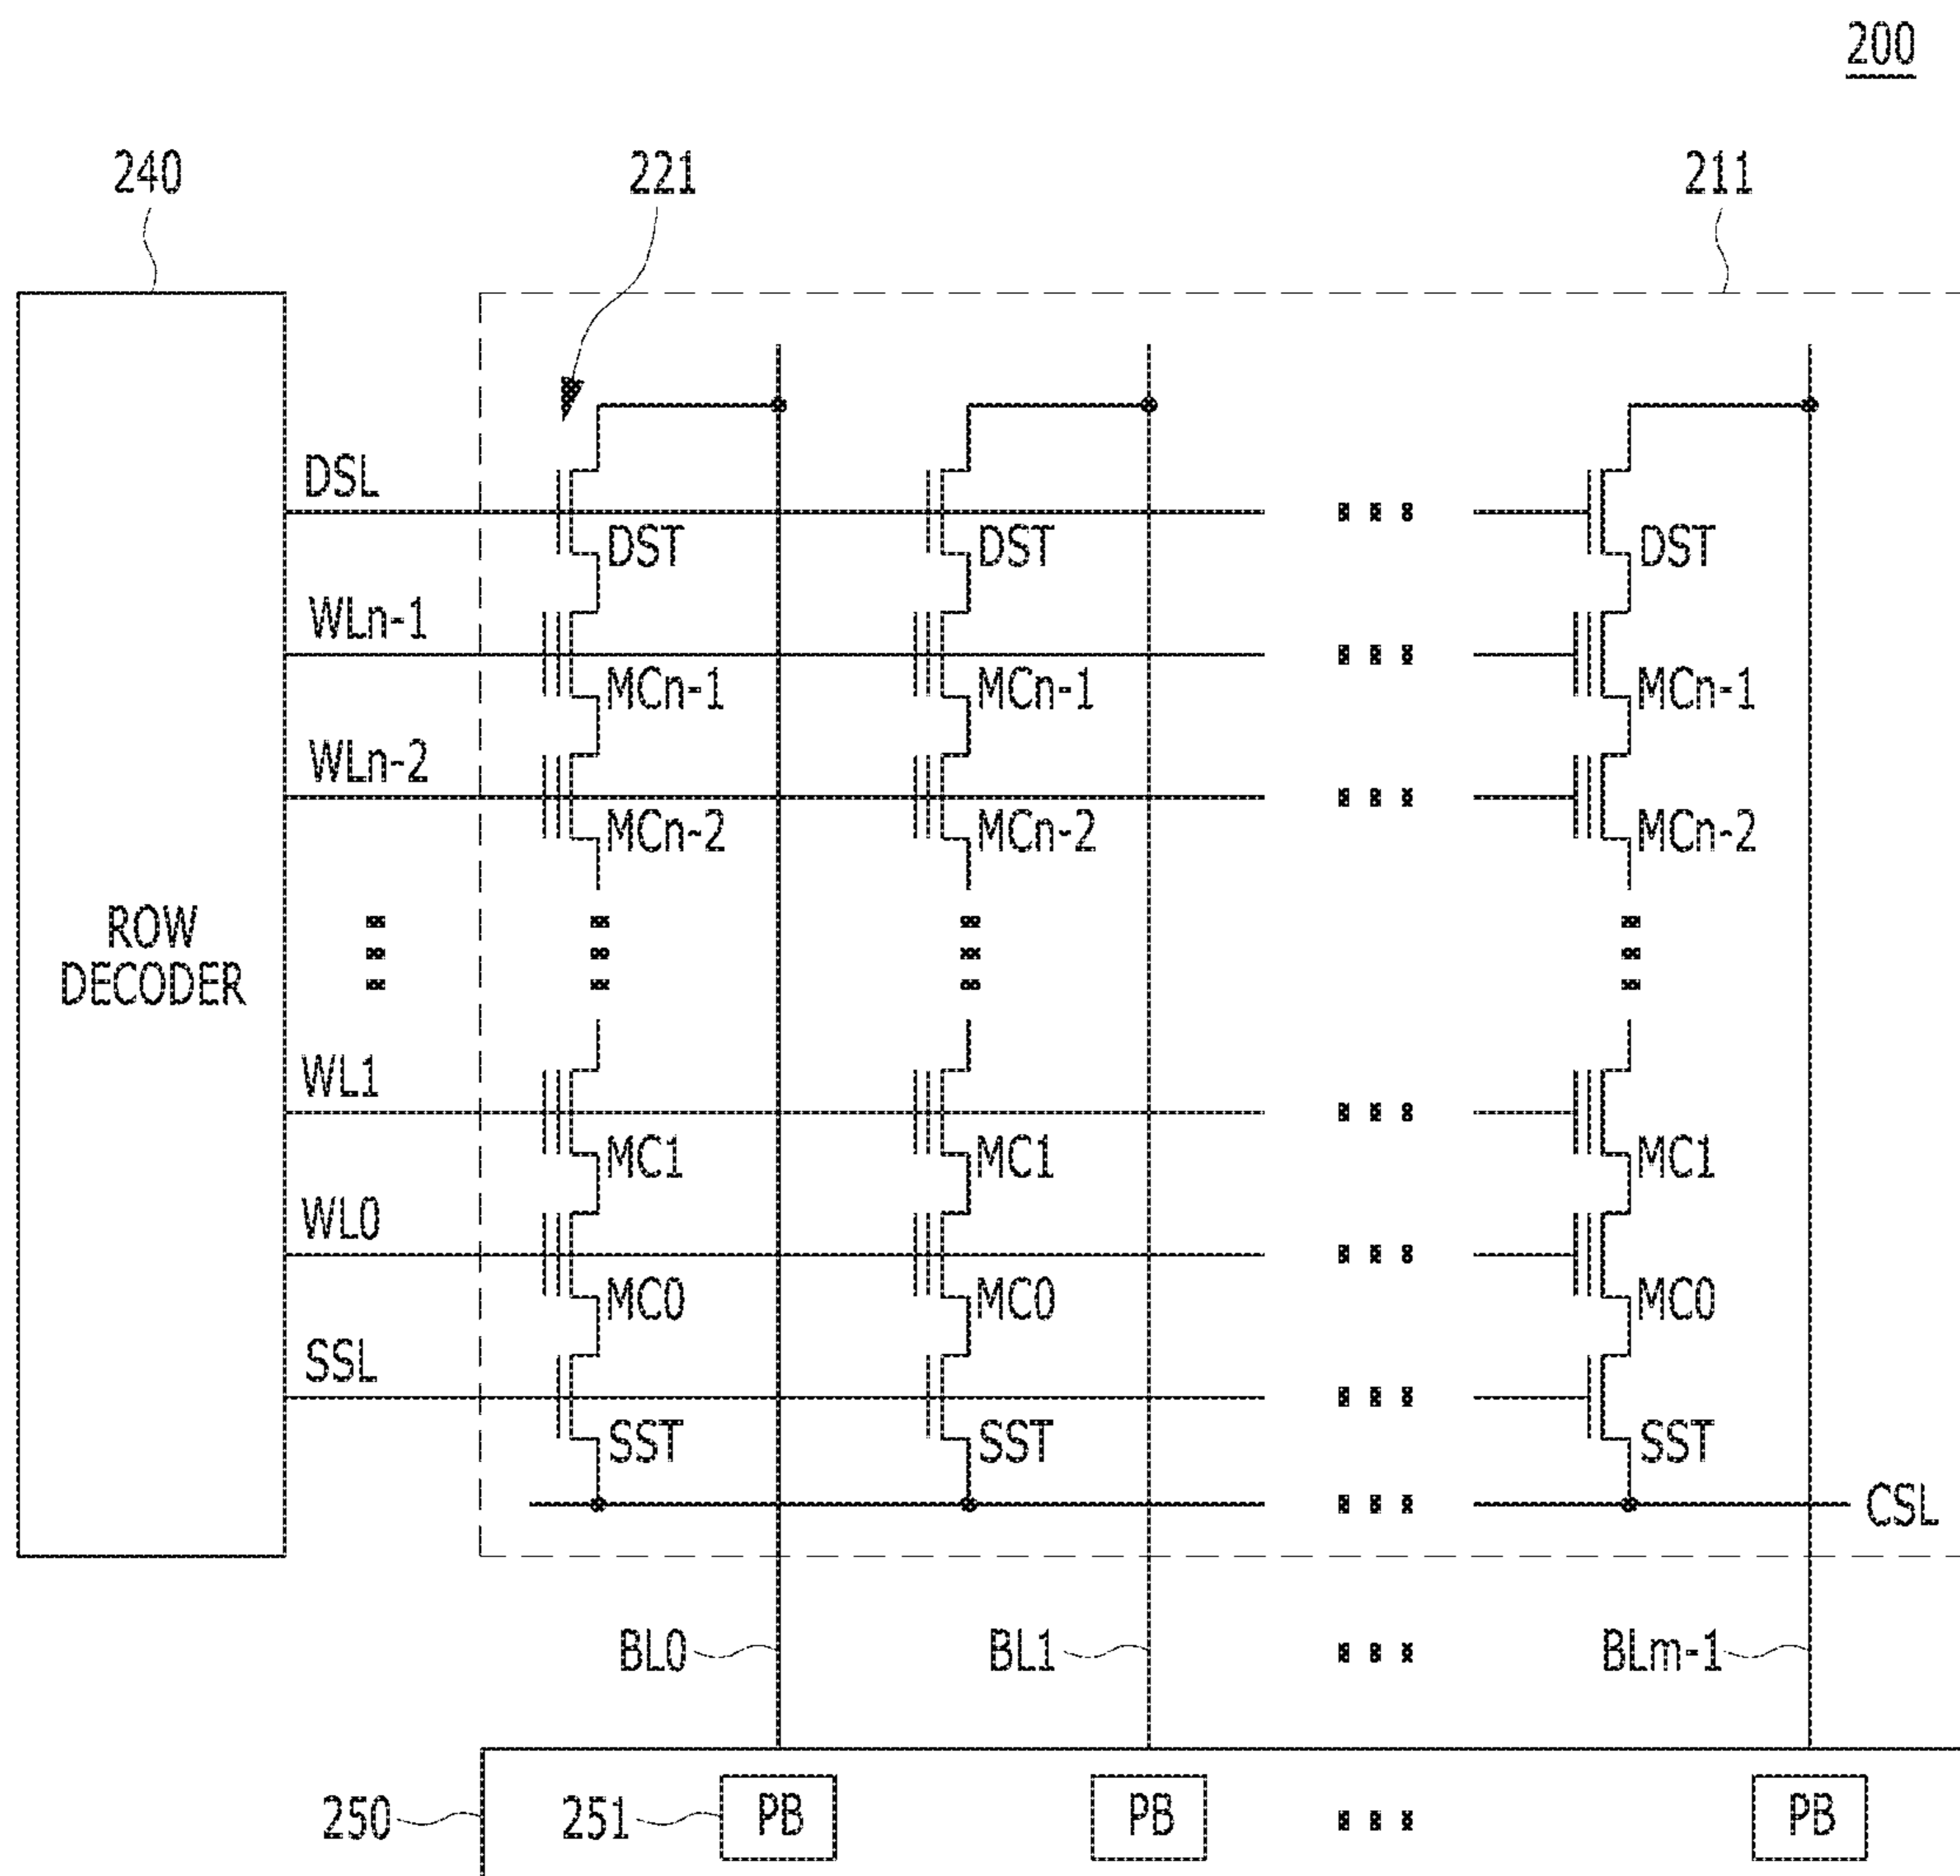 200
240 221 211
DSL
DST DST DST
WLn-1
MCn-1 MCn-1 MCn-1
WLn-2
MCn-2 MCn-2 MCn-2
ROW
DECODER
WL1
MC1 MC1 MC1
WL0
MC0 MC0 MC0
SSL
SST SST SST
CSL
BL0 BL1 BLm-1
250 251 PB PB PB